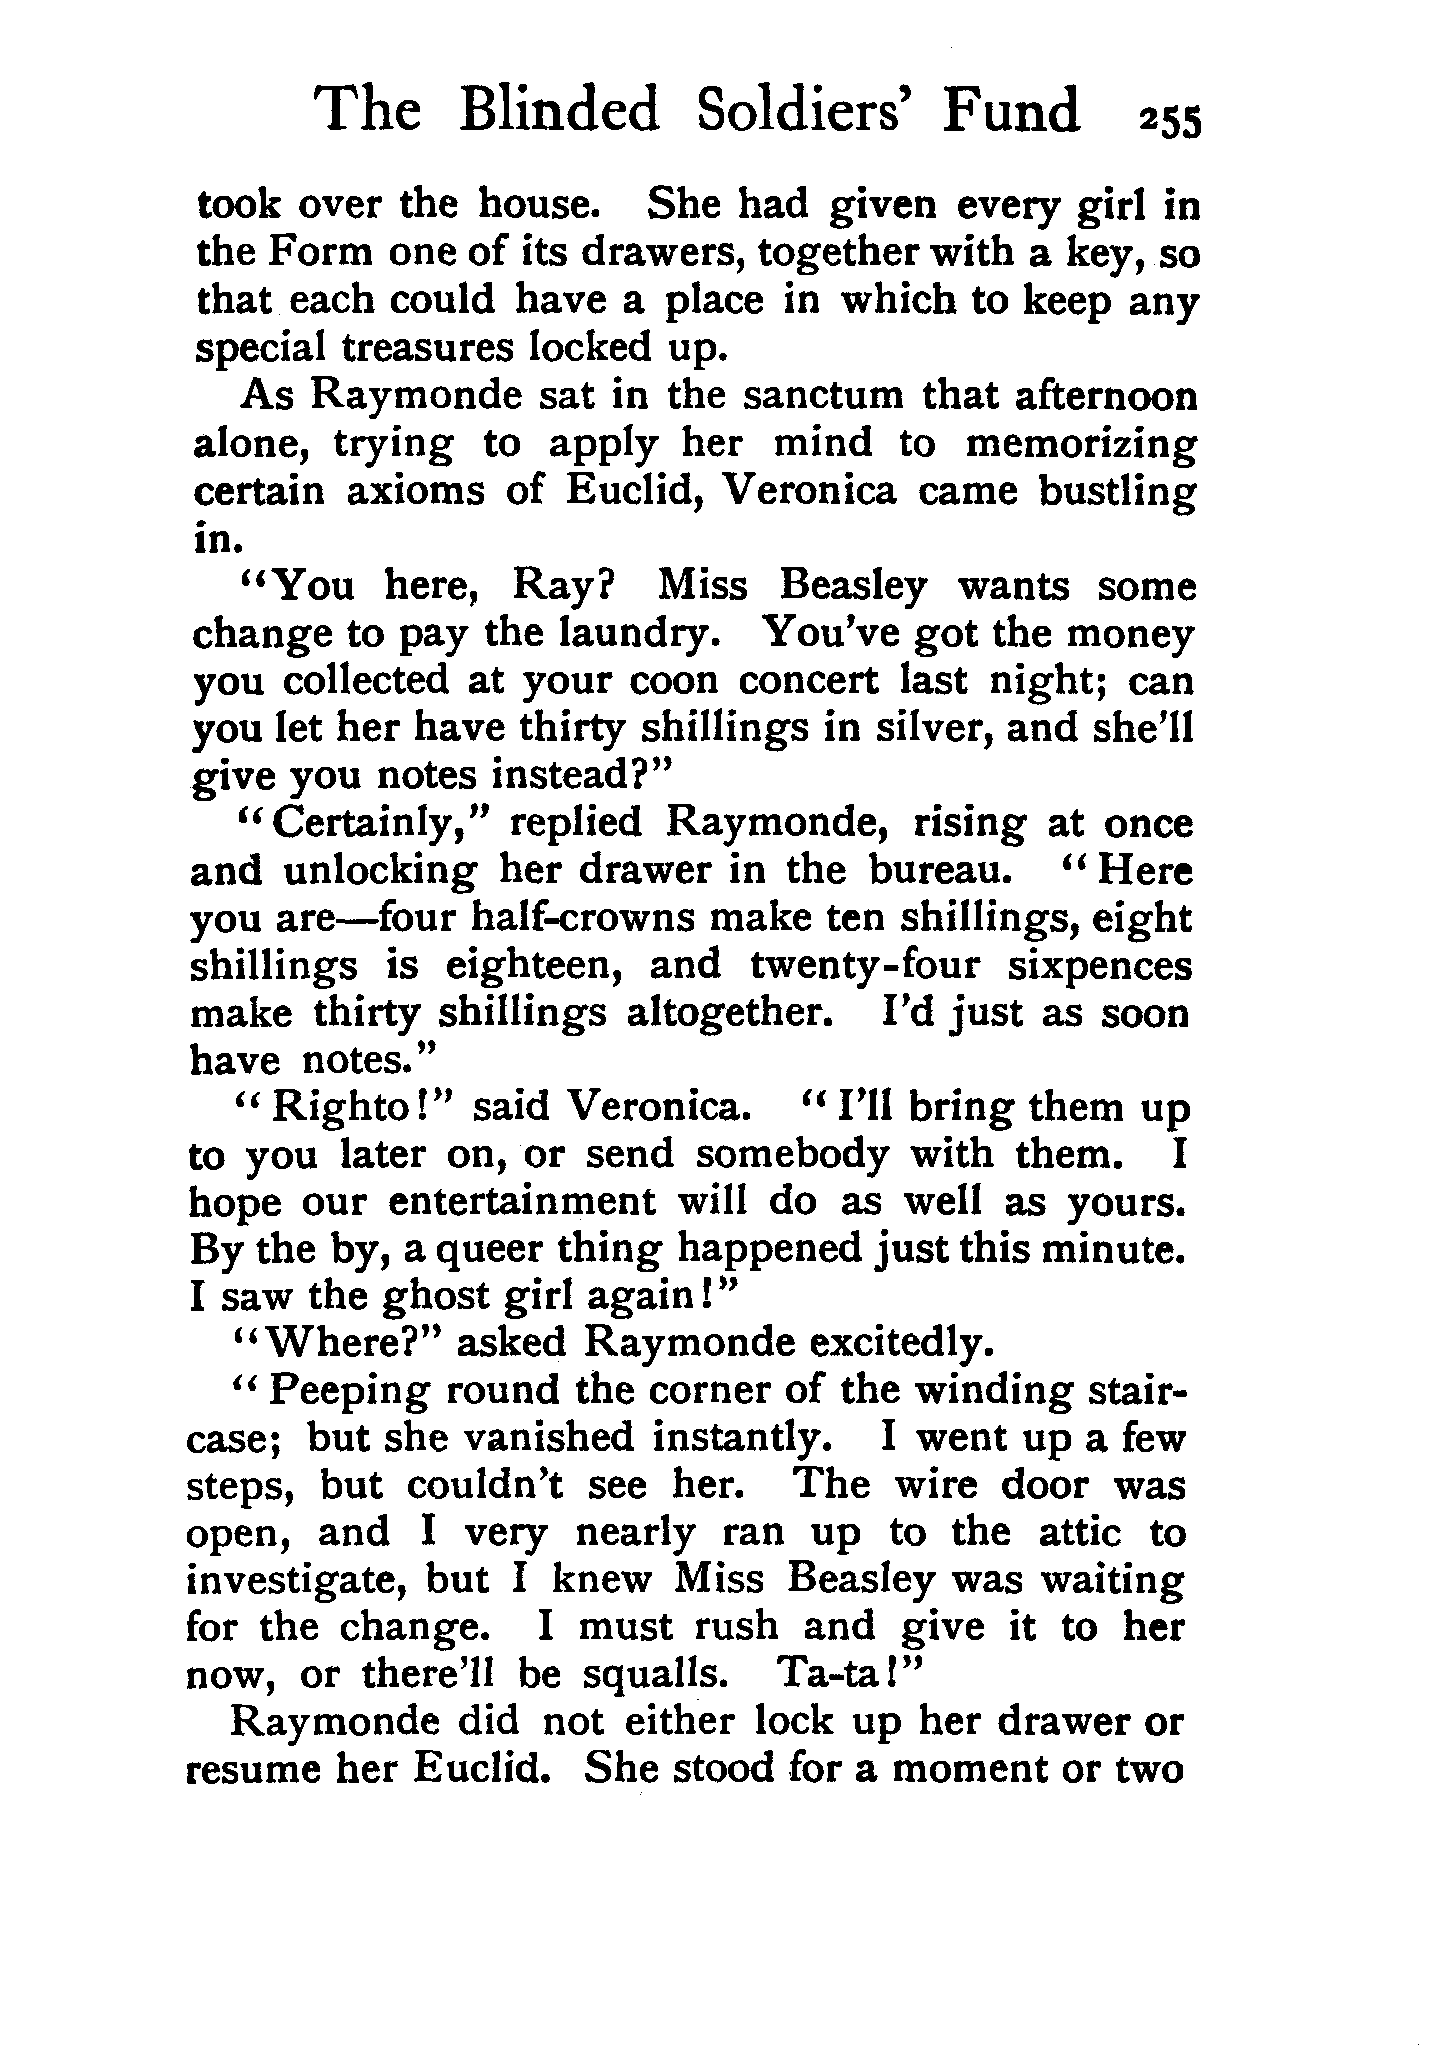 The Blinded Soldiers' Fund 255
took over the house. She had given every girl in
the Form one of its drawers, together with a key, so
that each could have a place in which to keep any
special treasures locked up.
As Raymonde sat in the sanctum that afternoon
alone, trying to apply her mind to memorizing
certain axioms of Euclid, Veronica came bustling
in.
"You here, Ray? Miss Beasley wants some
change to pay the laundry. You've got the money
you collected at your coon concert last night; can
you let her have thirty shillings in silver, and she'll
give you notes instead?"
"Certainly," replied Raymonde, rising at once
and unlocking her drawer in the bureau. "Here
you are—four half-crowns make ten shillings, eight
shillings is eighteen, and twenty-four sixpences
make thirty shillings altogether. I'd just as soon
have notes."
"Righto!" said Veronica. "I'll bring them up
to you later on, or send somebody with them. I
hope our entertainment will do as well as yours.
By the by, a queer thing happened just this minute.
I saw the ghost girl again!"
"Where?" asked Raymonde excitedly.
"Peeping round the corner of the winding stair-
case; but she vanished instantly. I went up a few
steps, but couldn't see her. The wire door was
open, and I very nearly ran up to the attic to
investigate, but I knew Miss Beasley was waiting
for the change. I must rush and give it to her
now, or there'll be squalls. Ta-ta!"
Raymonde did not either lock up her drawer or
resume her Euclid. She stood for a moment or two